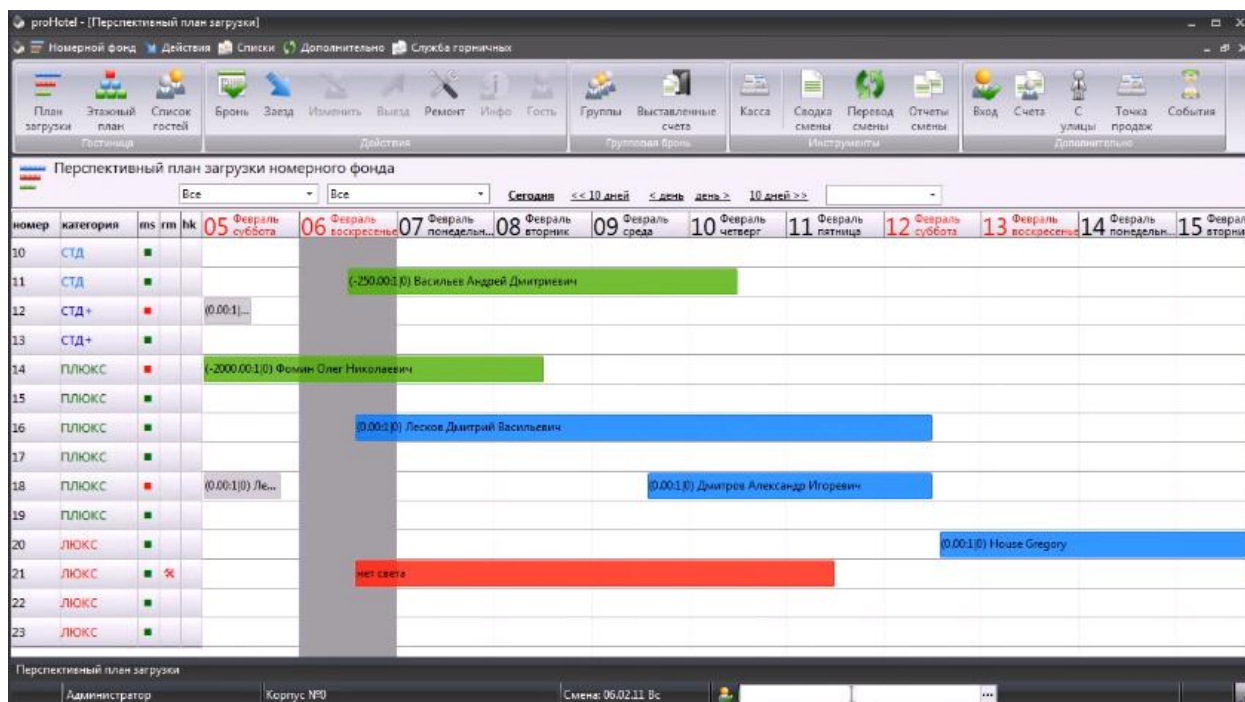 proHotel - [Перспективный план загрузки]
Номерной фонд Действия Списки Дополнительно Служба горничных
План загрузки Этажный план Список гостей Бронь Заезд Изменить Выезд Ремонт Инфо Гость Группы Выставленные счета Касса Сводка смены Перевод смены Отчеты смены Вход Счета С улицы Точка продаж События
Гостиница Действия Групповая бронь Инструменты Дополнительно
Перспективный план загрузки номерного фонда
Все Все Сегодня << 10 дней < день день > 10 дней >>
номер категория ms rm hk 05 Февраль суббота 06 Февраль воскресенье 07 Февраль понедельн... 08 Февраль вторник 09 Февраль среда 10 Февраль четверг 11 Февраль пятница 12 Февраль суббота 13 Февраль воскресенье 14 Февраль понедельн... 15 Феврал вторни
10 СТД
11 СТД (-250.00:1|0) Васильев Андрей Дмитриевич
12 СТД+ (0.00:1|...
13 СТД+
14 ПЛЮКС (-2000.00:1|0) Фомин Олег Николаевич
15 ПЛЮКС
16 ПЛЮКС (0.00:1|0) Лесков Дмитрий Васильевич
17 ПЛЮКС
18 ПЛЮКС (0.00:1|0) Ле... (0.00:1|0) Дмитров Александр Игоревич
19 ПЛЮКС
20 ЛЮКС (0.00:1|0) House Gregory
21 ЛЮКС нет света
22 ЛЮКС
23 ЛЮКС
Перспективный план загрузки
Администратор Корпус №0 Смена: 06.02.11 Вс ...